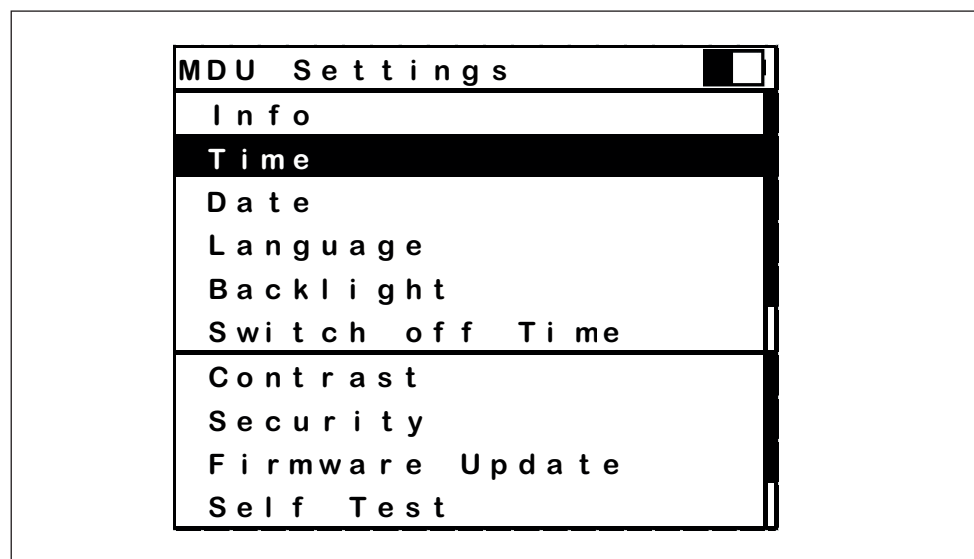 MDU Settings
Info
Time
Date
Language
Backlight
Switch off Time
Contrast
Security
Firmware Update
Self Test